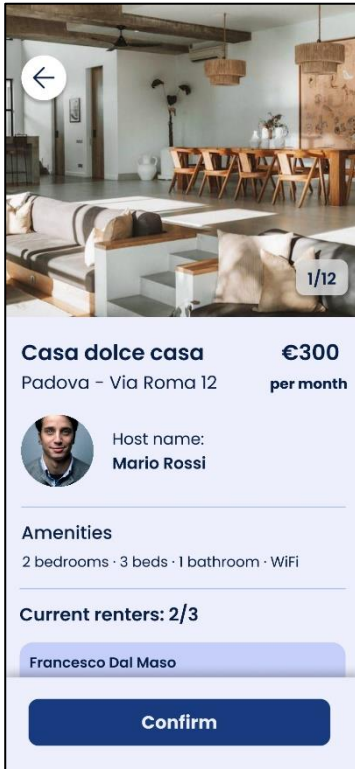 1/12
Casa dolce casa
€300
Padova - Via Roma 12
per month
Host name:
Mario Rossi
Amenities
2 bedrooms · 3 beds · 1 bathroom · WiFi
Current renters: 2/3
Francesco Dal Maso
Confirm